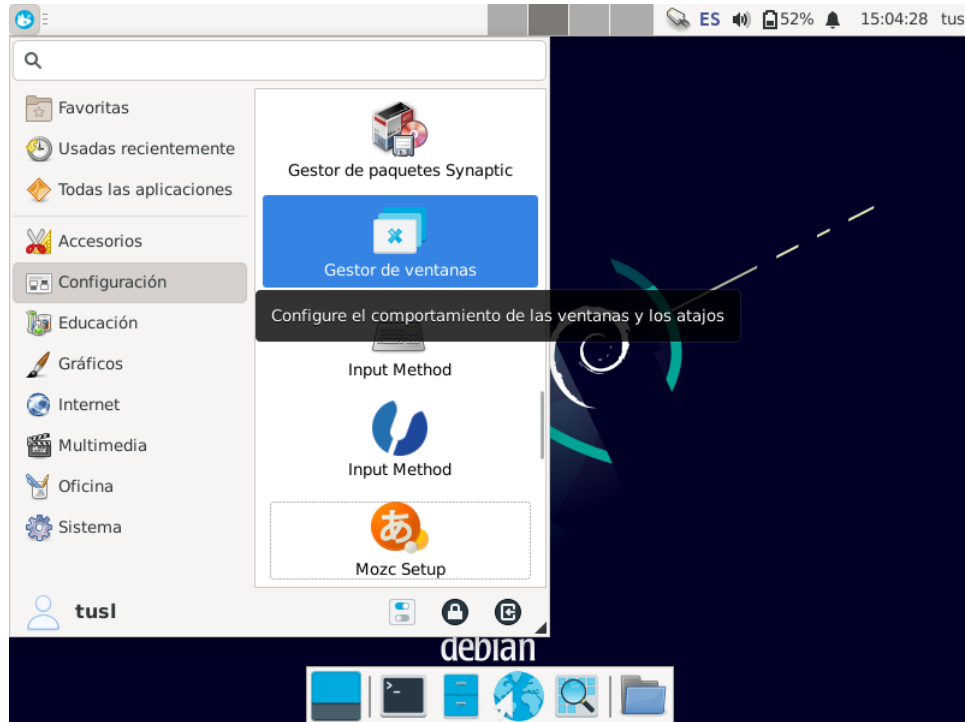 ES 52% 15:04:28 tus
Favoritas
Usadas recientemente
Todas las aplicaciones
Accesorios
Configuración
Educación
Gráficos
Internet
Multimedia
Oficina
Sistema
Gestor de paquetes Synaptic
Gestor de ventanas
Configure el comportamiento de las ventanas y los atajos
Input Method
Input Method
あ
Mozc Setup
tusl
debian
>_